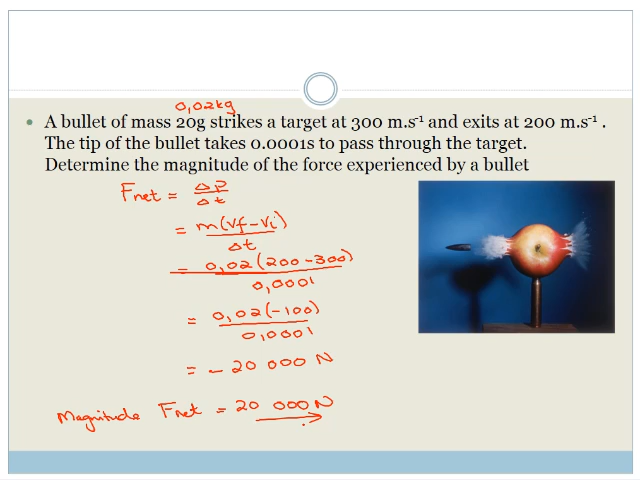 0,02kg
A bullet of mass 20g strikes a target at 300 m.s⁻¹ and exits at 200 m.s⁻¹ .
The tip of the bullet takes 0.0001s to pass through the target.
Determine the magnitude of the force experienced by a bullet
Fnet = Δp/Δt
= m(Vf-Vi)/Δt
= 0,02(200-300)/0,0001
= 0,02(-100)/0,0001
= - 20 000 N
Magnitude Fnet = 20 000N